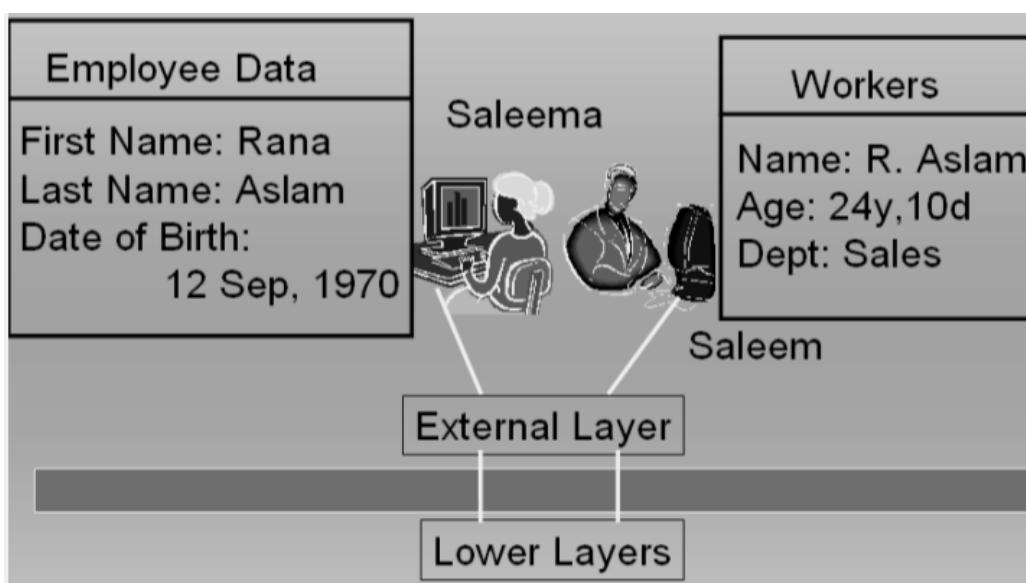 Employee Data
First Name: Rana
Last Name: Aslam
Date of Birth:
12 Sep, 1970
Saleema
Workers
Name: R. Aslam
Age: 24y,10d
Dept: Sales
Saleem
External Layer
Lower Layers